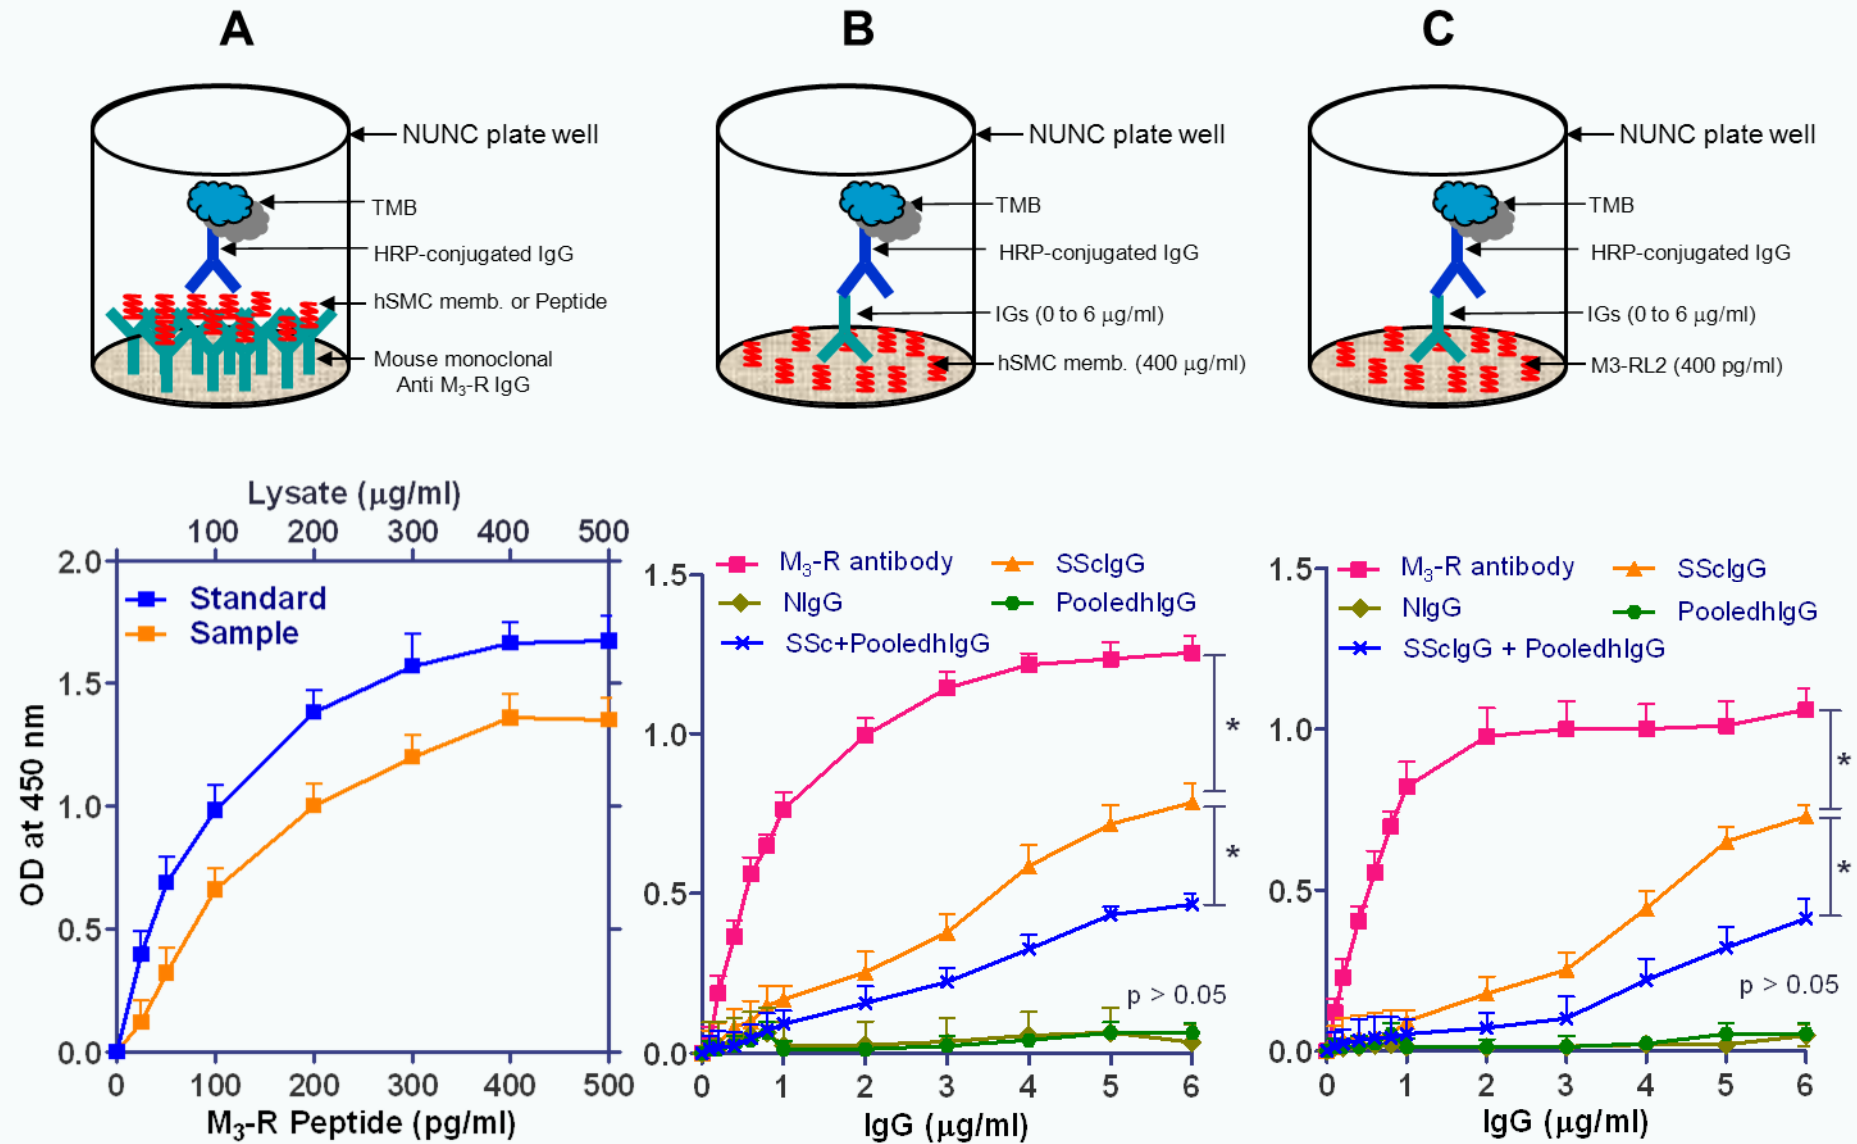 A
B
C
NUNC plate well
TMB
HRP-conjugated IgG
hSMC memb. or Peptide
Mouse monoclonal
Anti M₃-R IgG
NUNC plate well
TMB
HRP-conjugated IgG
IGs (0 to 6 µg/ml)
hSMC memb. (400 µg/ml)
NUNC plate well
TMB
HRP-conjugated IgG
IGs (0 to 6 µg/ml)
M3-RL2 (400 pg/ml)
Lysate (µg/ml)
100 200 300 400 500
2.0
1.5
1.0
0.5
0.0
OD at 450 nm
Standard
Sample
0 100 200 300 400 500
M₃-R Peptide (pg/ml)
M₃-R antibody
SScIgG
NIgG
PooledhIgG
SSc+PooledhIgG
1.5
1.0
0.5
0.0
*
*
p > 0.05
0 1 2 3 4 5 6
IgG (µg/ml)
M₃-R antibody
SScIgG
NIgG
PooledhIgG
SScIgG + PooledhIgG
1.5
1.0
0.5
0.0
*
*
p > 0.05
0 1 2 3 4 5 6
IgG (µg/ml)